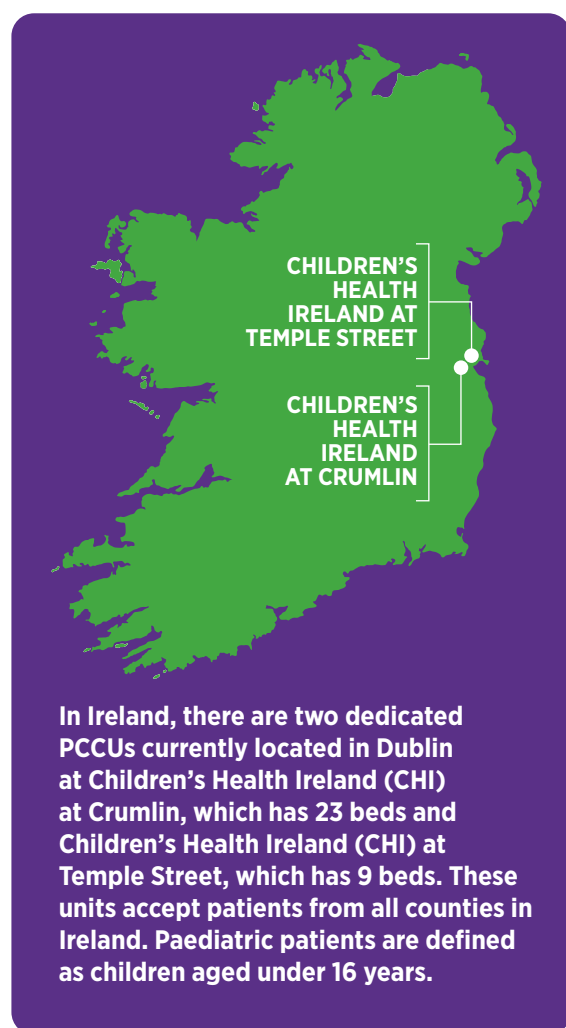 CHILDREN’S
HEALTH
IRELAND AT
TEMPLE STREET
CHILDREN’S
HEALTH
IRELAND
AT CRUMLIN
In Ireland, there are two dedicated
PCCUs currently located in Dublin
at Children’s Health Ireland (CHI)
at Crumlin, which has 23 beds and
Children’s Health Ireland (CHI) at
Temple Street, which has 9 beds. These
units accept patients from all counties in
Ireland. Paediatric patients are defined
as children aged under 16 years.